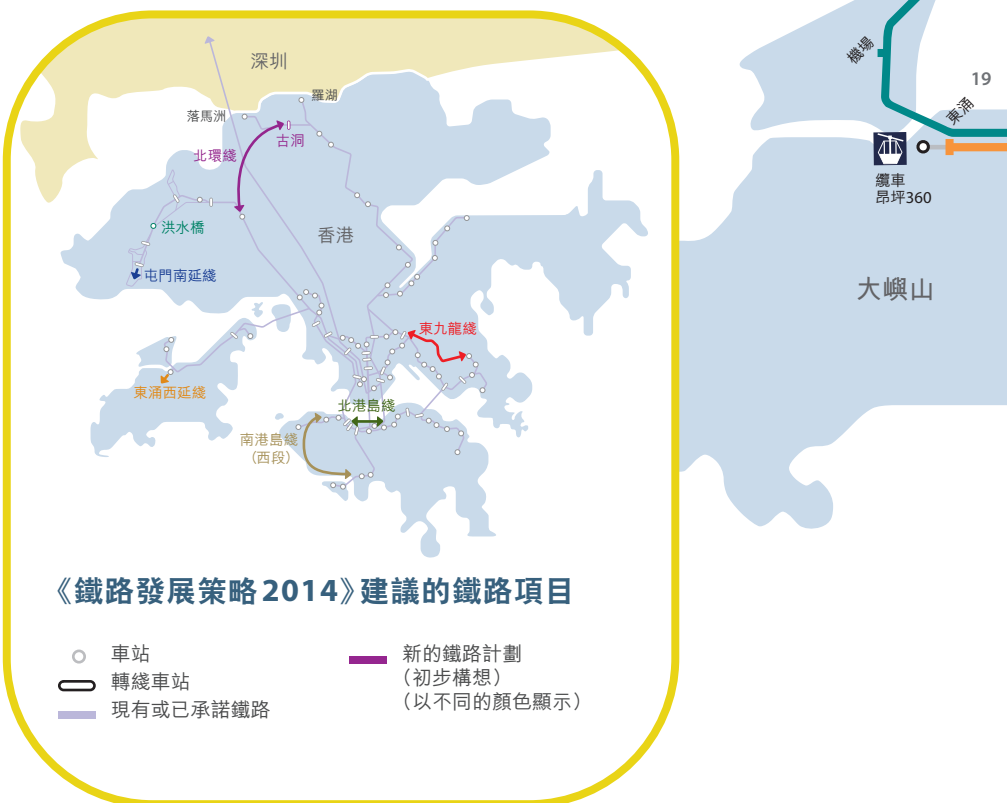 深圳
羅湖
落馬洲
古洞
北環綫
香港
洪水橋
屯門南延綫
東九龍綫
東涌西延綫
北港島綫
南港島綫
(西段)
《鐵路發展策略2014》建議的鐵路項目
車站
轉綫車站
現有或已承諾鐵路
新的鐵路計劃
(初步構想)
(以不同的顏色顯示)
機場
19
東涌
纜車
昂坪360
大嶼山